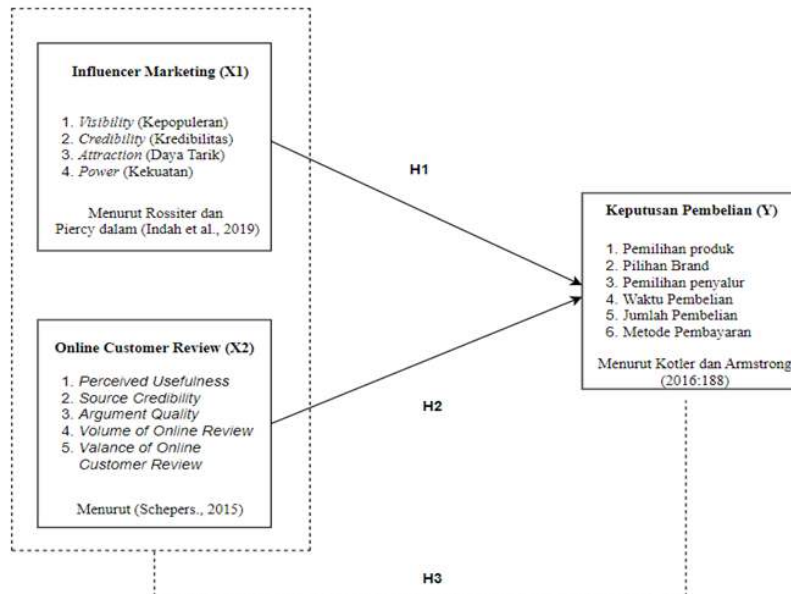 Influencer Marketing (X1)
1. Visibility (Kepopuleran)
2. Credibility (Kredibilitas)
3. Attraction (Daya Tarik)
4. Power (Kekuatan)
Menurut Rossiter dan
Piercy dalam (Indah et al., 2019)
H1
Keputusan Pembelian (Y)
1. Pemilihan produk
2. Pilihan Brand
3. Pemilihan penyalur
4. Waktu Pembelian
5. Jumlah Pembelian
6. Metode Pembayaran
Menurut Kotler dan Armstrong
(2016:188)
Online Customer Review (X2)
1. Perceived Usefulness
2. Source Credibility
3. Argument Quality
4. Volume of Online Review
5. Valance of Online
Customer Review
Menurut (Schepers., 2015)
H2
H3